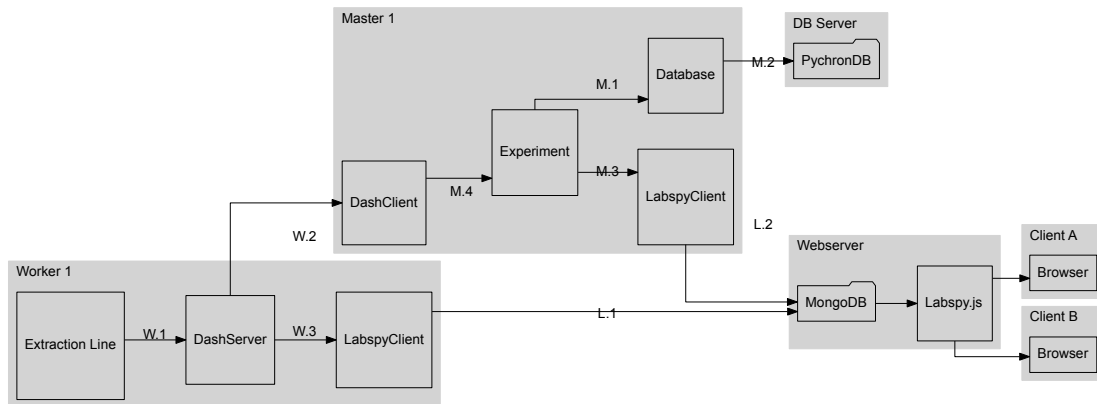 Master 1
DB Server
Database
M.2
PychronDB
M.1
Experiment
M.3
DashClient
M.4
LabspyClient
W.2
L.2
Webserver
Client A
Browser
Worker 1
MongoDB
Labspy.js
Client B
Browser
Extraction Line
W.1
DashServer
W.3
LabspyClient
L.1